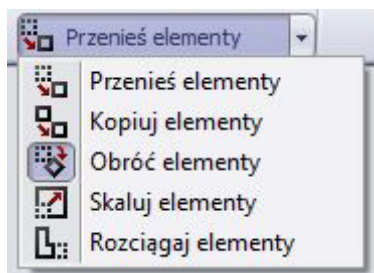 Przenieś elementy
Przenieś elementy
Kopiuj elementy
Obróć elementy
Skaluj elementy
Rozciągaj elementy